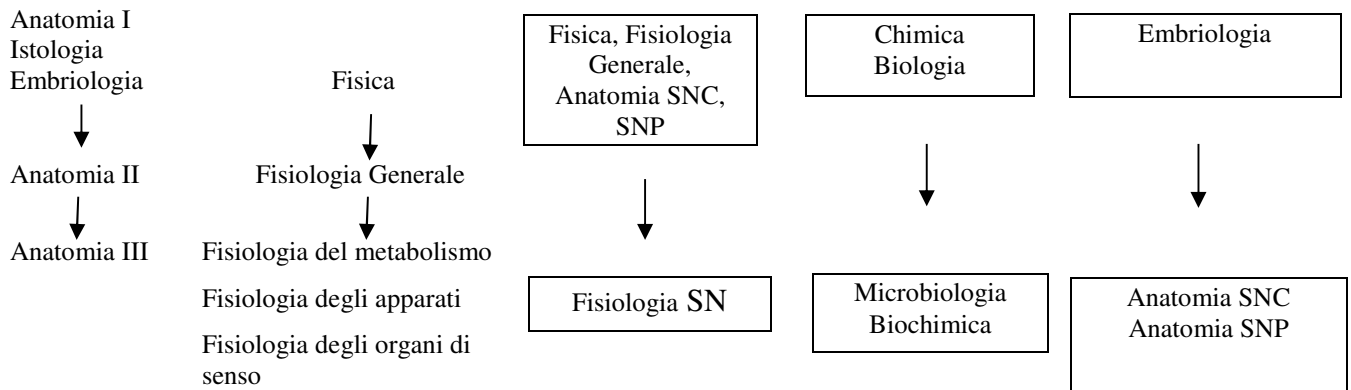 Anatomia I
Istologia
Embriologia
Anatomia II
Anatomia III
Fisica
Fisiologia Generale
Fisiologia del metabolismo
Fisiologia degli apparati
Fisiologia degli organi di
senso
Fisica, Fisiologia
Generale,
Anatomia SNC,
SNP
Fisiologia SN
Chimica
Biologia
Microbiologia
Biochimica
Embriologia
Anatomia SNC
Anatomia SNP